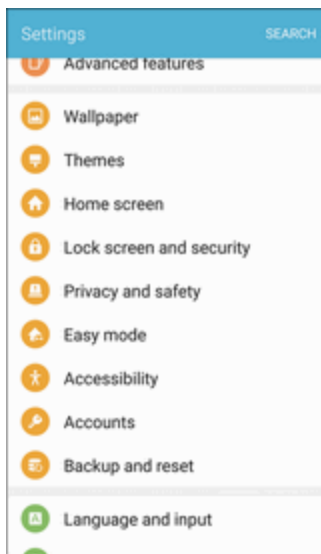 Settings SEARCH
Advanced features
Wallpaper
Themes
Home screen
Lock screen and security
Privacy and safety
Easy mode
Accessibility
Accounts
Backup and reset
Language and input